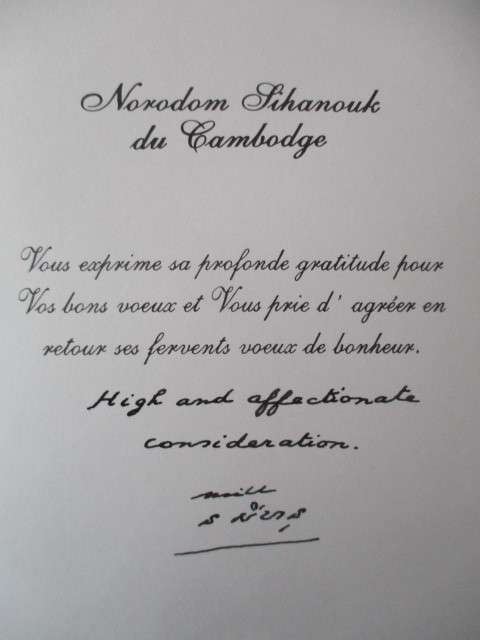 Norodom Sihanouk
du Cambodge
Vous exprime sa profonde gratitude pour
Vos bons voeux et Vous prie d' agréer en
retour ses fervents voeux de bonheur.
High and affectionate
consideration.